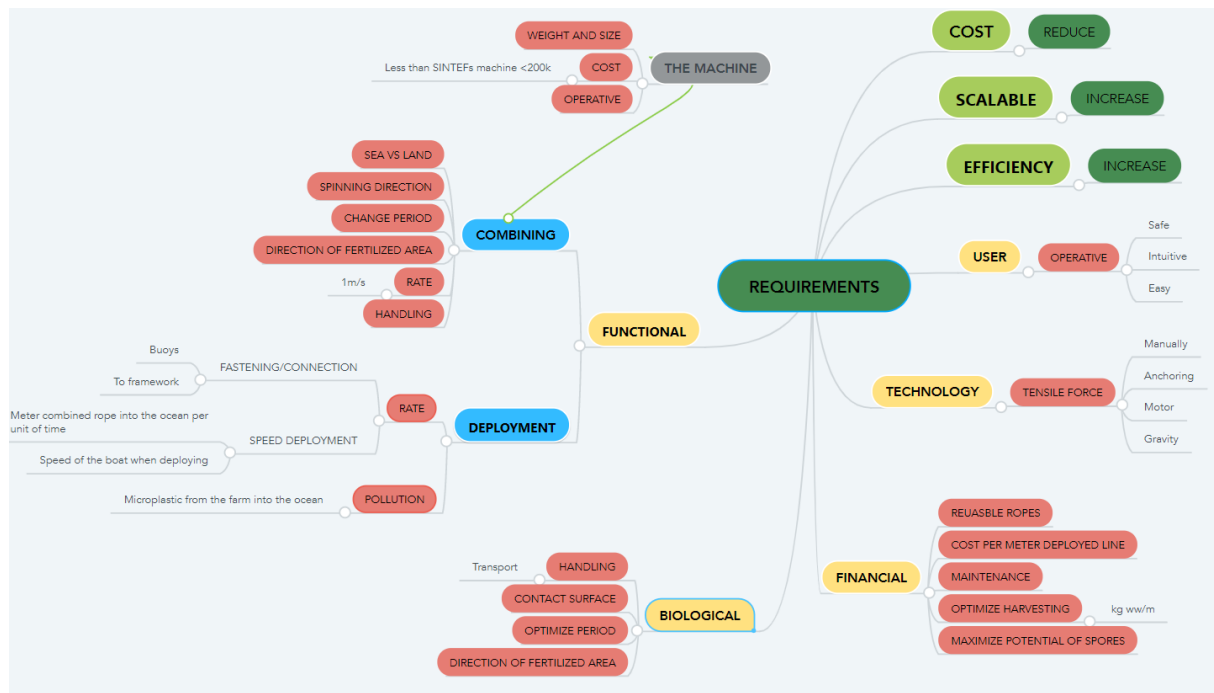 REQUIREMENTS
COST
REDUCE
SCALABLE
INCREASE
EFFICIENCY
INCREASE
USER
OPERATIVE
Safe
Intuitive
Easy
TECHNOLOGY
TENSILE FORCE
Manually
Anchoring
Motor
Gravity
FINANCIAL
REUASBLE ROPES
COST PER METER DEPLOYED LINE
MAINTENANCE
OPTIMIZE HARVESTING
kg ww/m
MAXIMIZE POTENTIAL OF SPORES
THE MACHINE
WEIGHT AND SIZE
COST
Less than SINTEFs machine <200k
OPERATIVE
FUNCTIONAL
COMBINING
SEA VS LAND
SPINNING DIRECTION
CHANGE PERIOD
DIRECTION OF FERTILIZED AREA
RATE
1m/s
HANDLING
DEPLOYMENT
RATE
FASTENING/CONNECTION
Buoys
To framework
SPEED DEPLOYMENT
Meter combined rope into the ocean per
unit of time
Speed of the boat when deploying
POLLUTION
Microplastic from the farm into the ocean
BIOLOGICAL
HANDLING
Transport
CONTACT SURFACE
OPTIMIZE PERIOD
DIRECTION OF FERTILIZED AREA